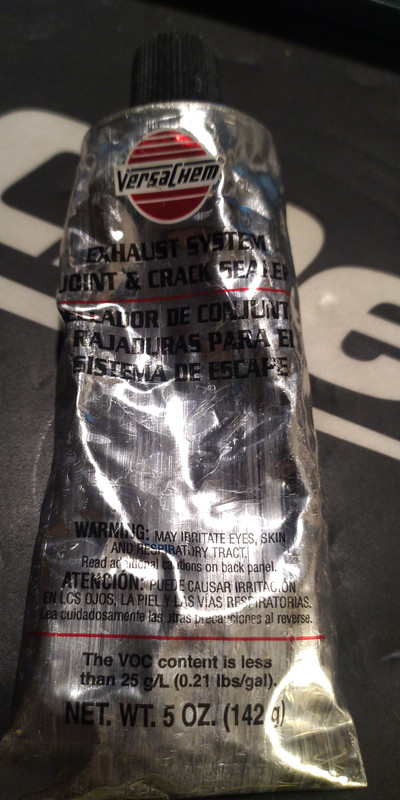 VERSACHEM
EXHAUST SYSTEM
JOINT & CRACK SEALER
SELLADOR DE CONJUNT
RAJADURAS PARA EL
SISTEMA DE ESCAPE
WARNING: MAY IRRITATE EYES, SKIN
AND RESPIRATORY TRACT.
Read additional cautions on back panel.
ATENCIÓN: PUEDE CAUSAR IRRITACIÓN
EN LOS OJOS, LA PIEL Y LAS VÍAS RESPIRATORIAS.
Lea cuidadosamente las otras precauciones al reverse.
The VOC content is less
than 25 g/L (0.21 lbs/gal).
NET. WT. 5 OZ. (142 g)